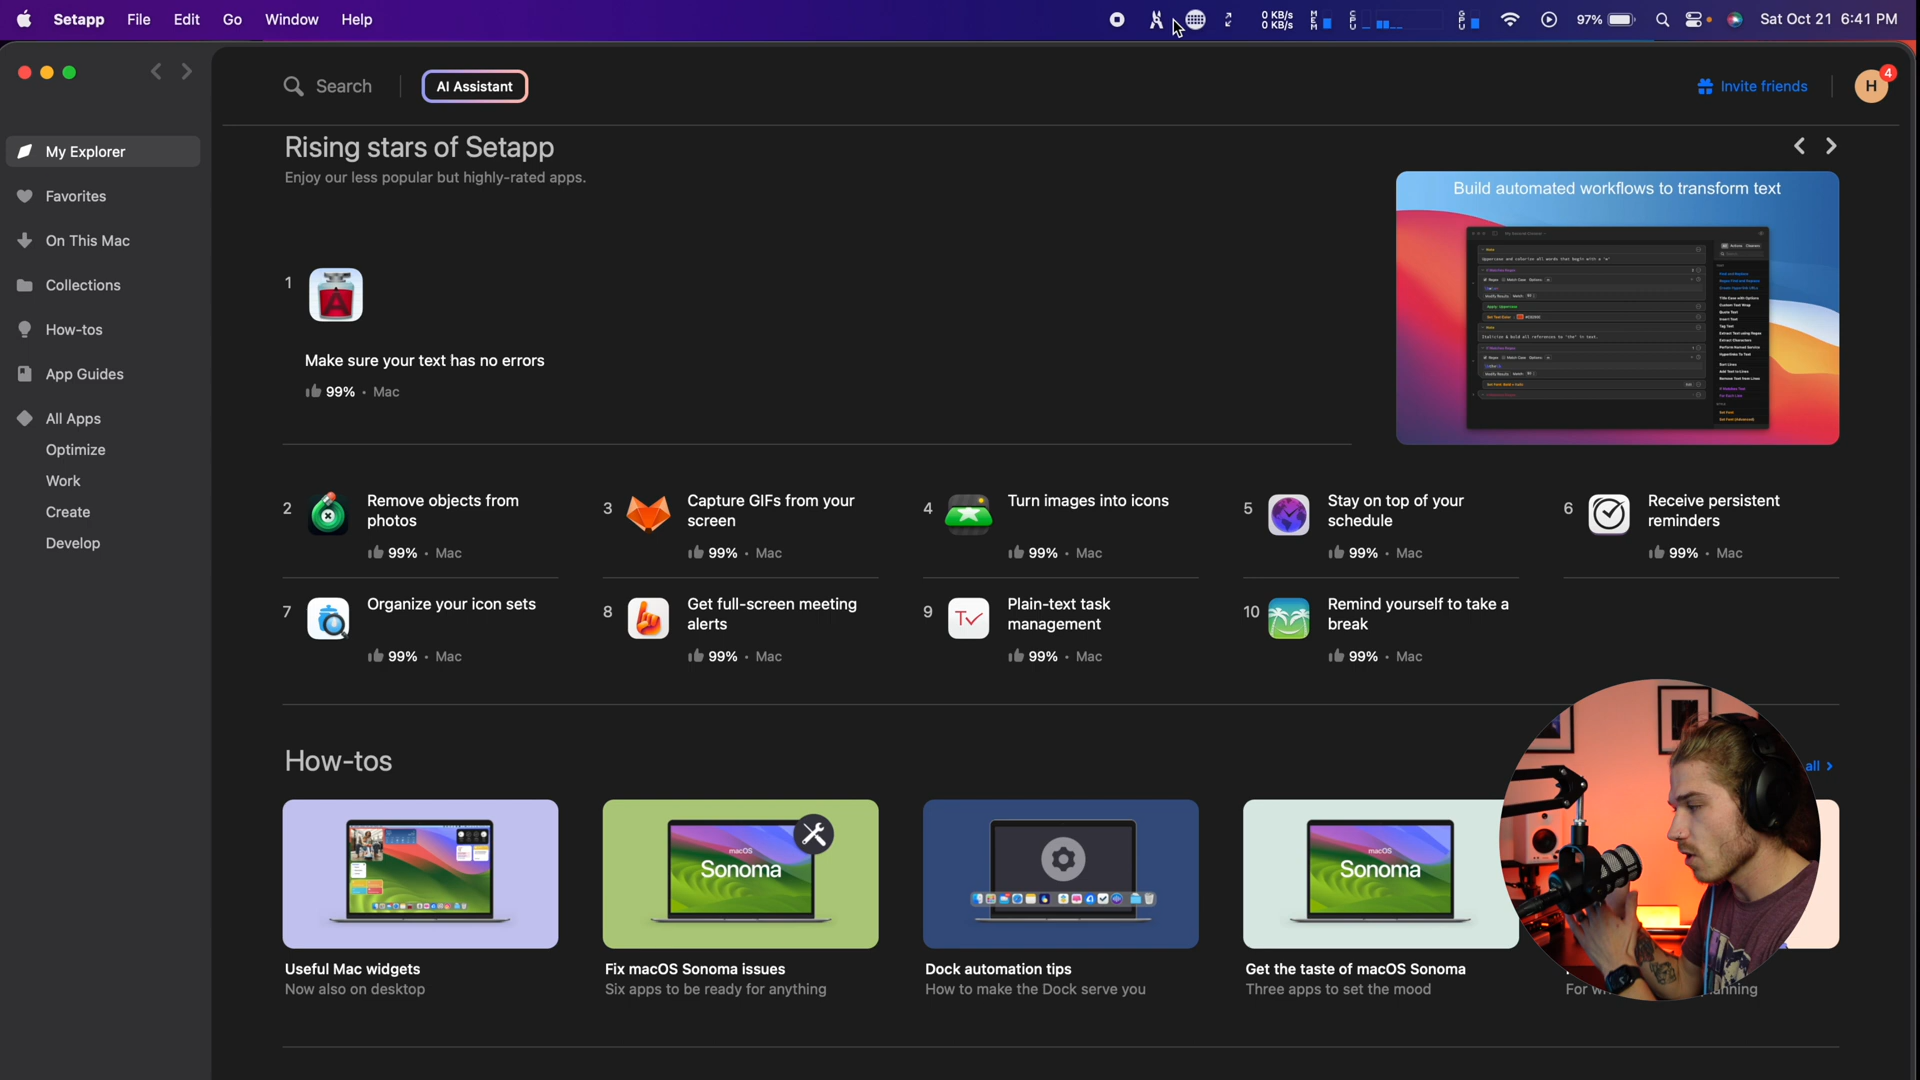 Setapp File Edit Go Window Help
0 KB/s
0 KB/s
MEM
CPU
GPU
97%
Sat Oct 21 6:41 PM
Search
AI Assistant
Invite friends
H
4
My Explorer
Favorites
On This Mac
Collections
How-tos
App Guides
All Apps
Optimize
Work
Create
Develop
Rising stars of Setapp
Enjoy our less popular but highly-rated apps.
Build automated workflows to transform text
1
A
Make sure your text has no errors
99% • Mac
2
Remove objects from
photos
99% • Mac
3
Capture GIFs from your
screen
99% • Mac
4
Turn images into icons
99% • Mac
5
Stay on top of your
schedule
99% • Mac
6
Receive persistent
reminders
99% • Mac
7
Organize your icon sets
99% • Mac
8
Get full-screen meeting
alerts
99% • Mac
9
T
Plain-text task
management
99% • Mac
10
Remind yourself to take a
break
99% • Mac
How-tos
all >
macOS
Sonoma
macOS
Sonoma
Useful Mac widgets
Now also on desktop
Fix macOS Sonoma issues
Six apps to be ready for anything
Dock automation tips
How to make the Dock serve you
Get the taste of macOS Sonoma
Three apps to set the mood
For